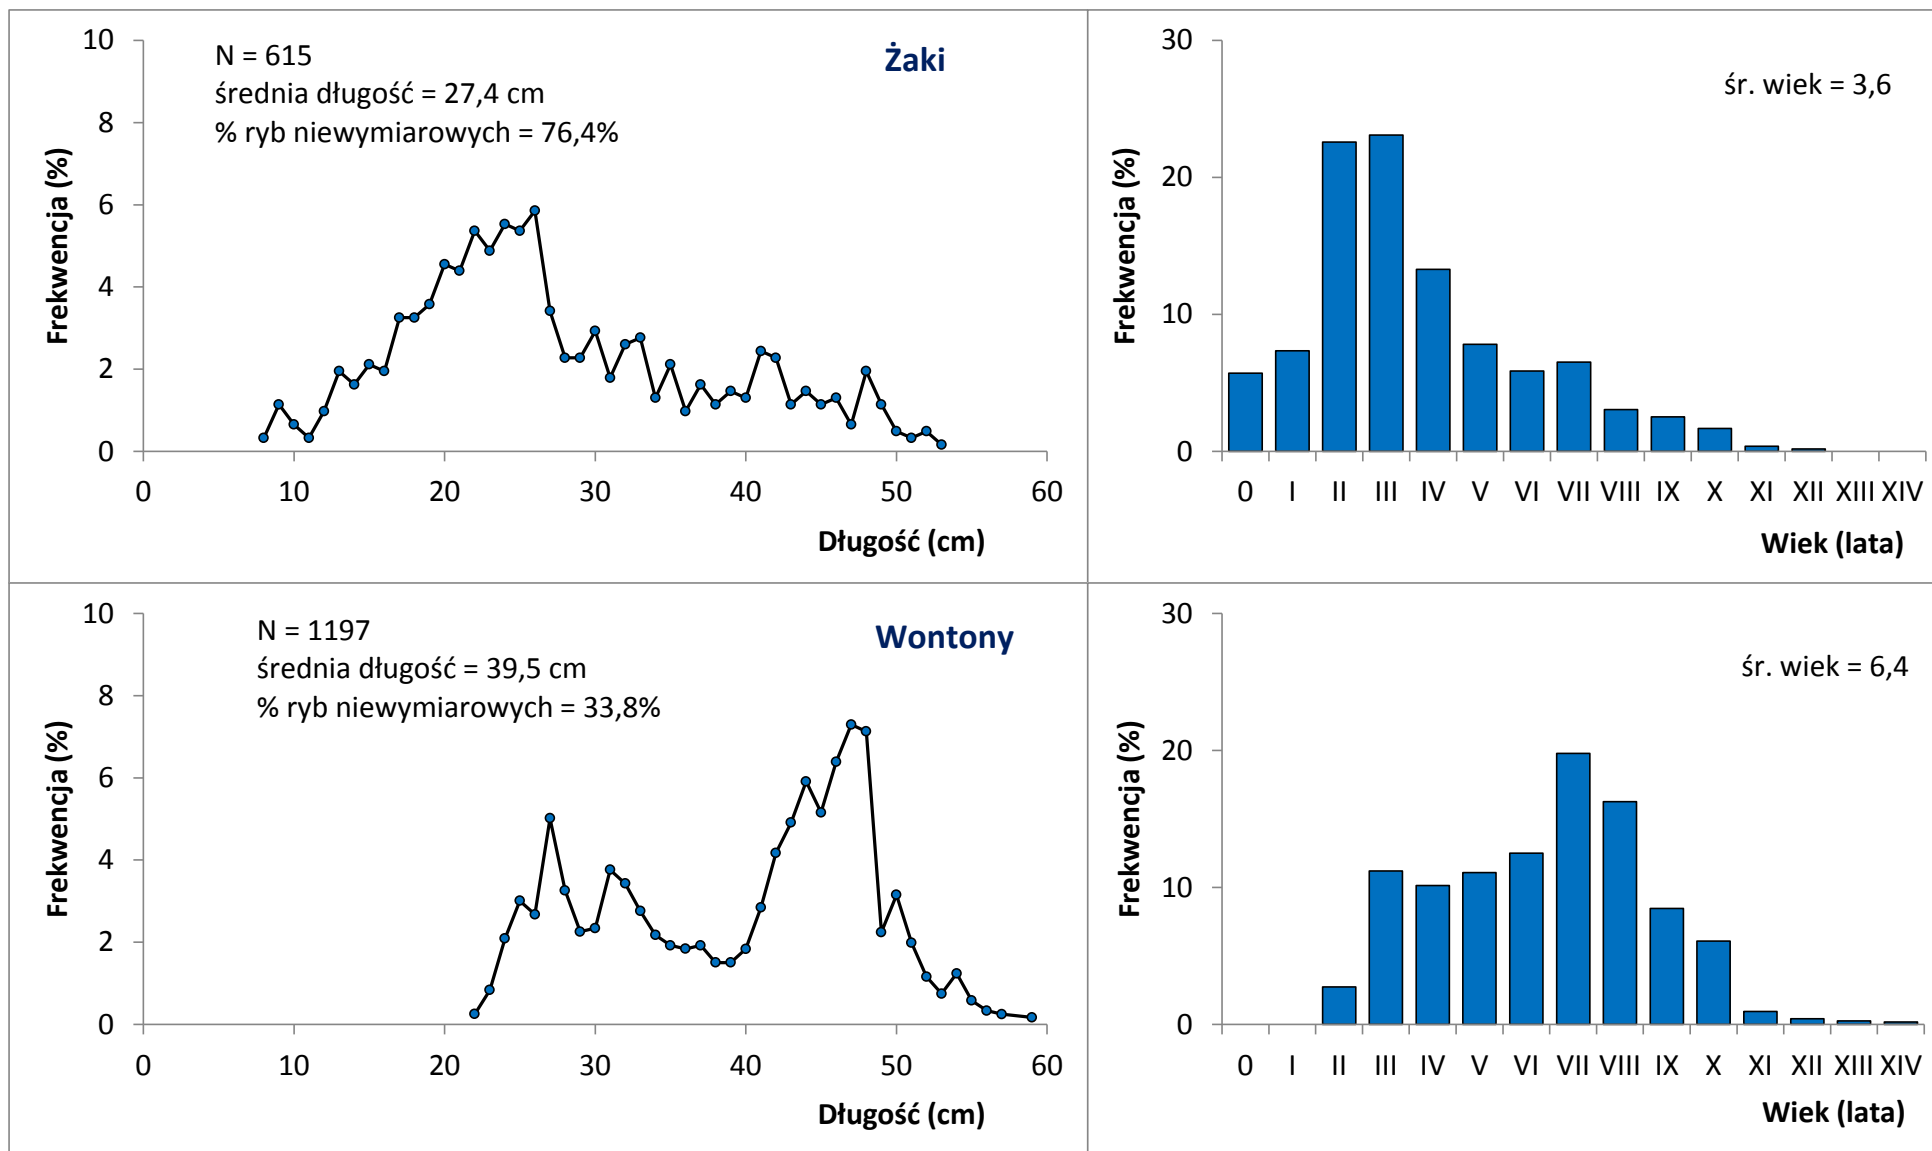 Żaki
N = 615
średnia długość = 27,4 cm
% ryb niewymiarowych = 76,4%
Frekwencja (%)
10
8
6
4
2
0
0 10 20 30 40 50 60
Długość (cm)
śr. wiek = 3,6
Frekwencja (%)
30
20
10
0
0 I II III IV V VI VII VIII IX X XI XII XIII XIV
Wiek (lata)
Wontony
N = 1197
średnia długość = 39,5 cm
% ryb niewymiarowych = 33,8%
Frekwencja (%)
10
8
6
4
2
0
0 10 20 30 40 50 60
Długość (cm)
śr. wiek = 6,4
Frekwencja (%)
30
20
10
0
0 I II III IV V VI VII VIII IX X XI XII XIII XIV
Wiek (lata)